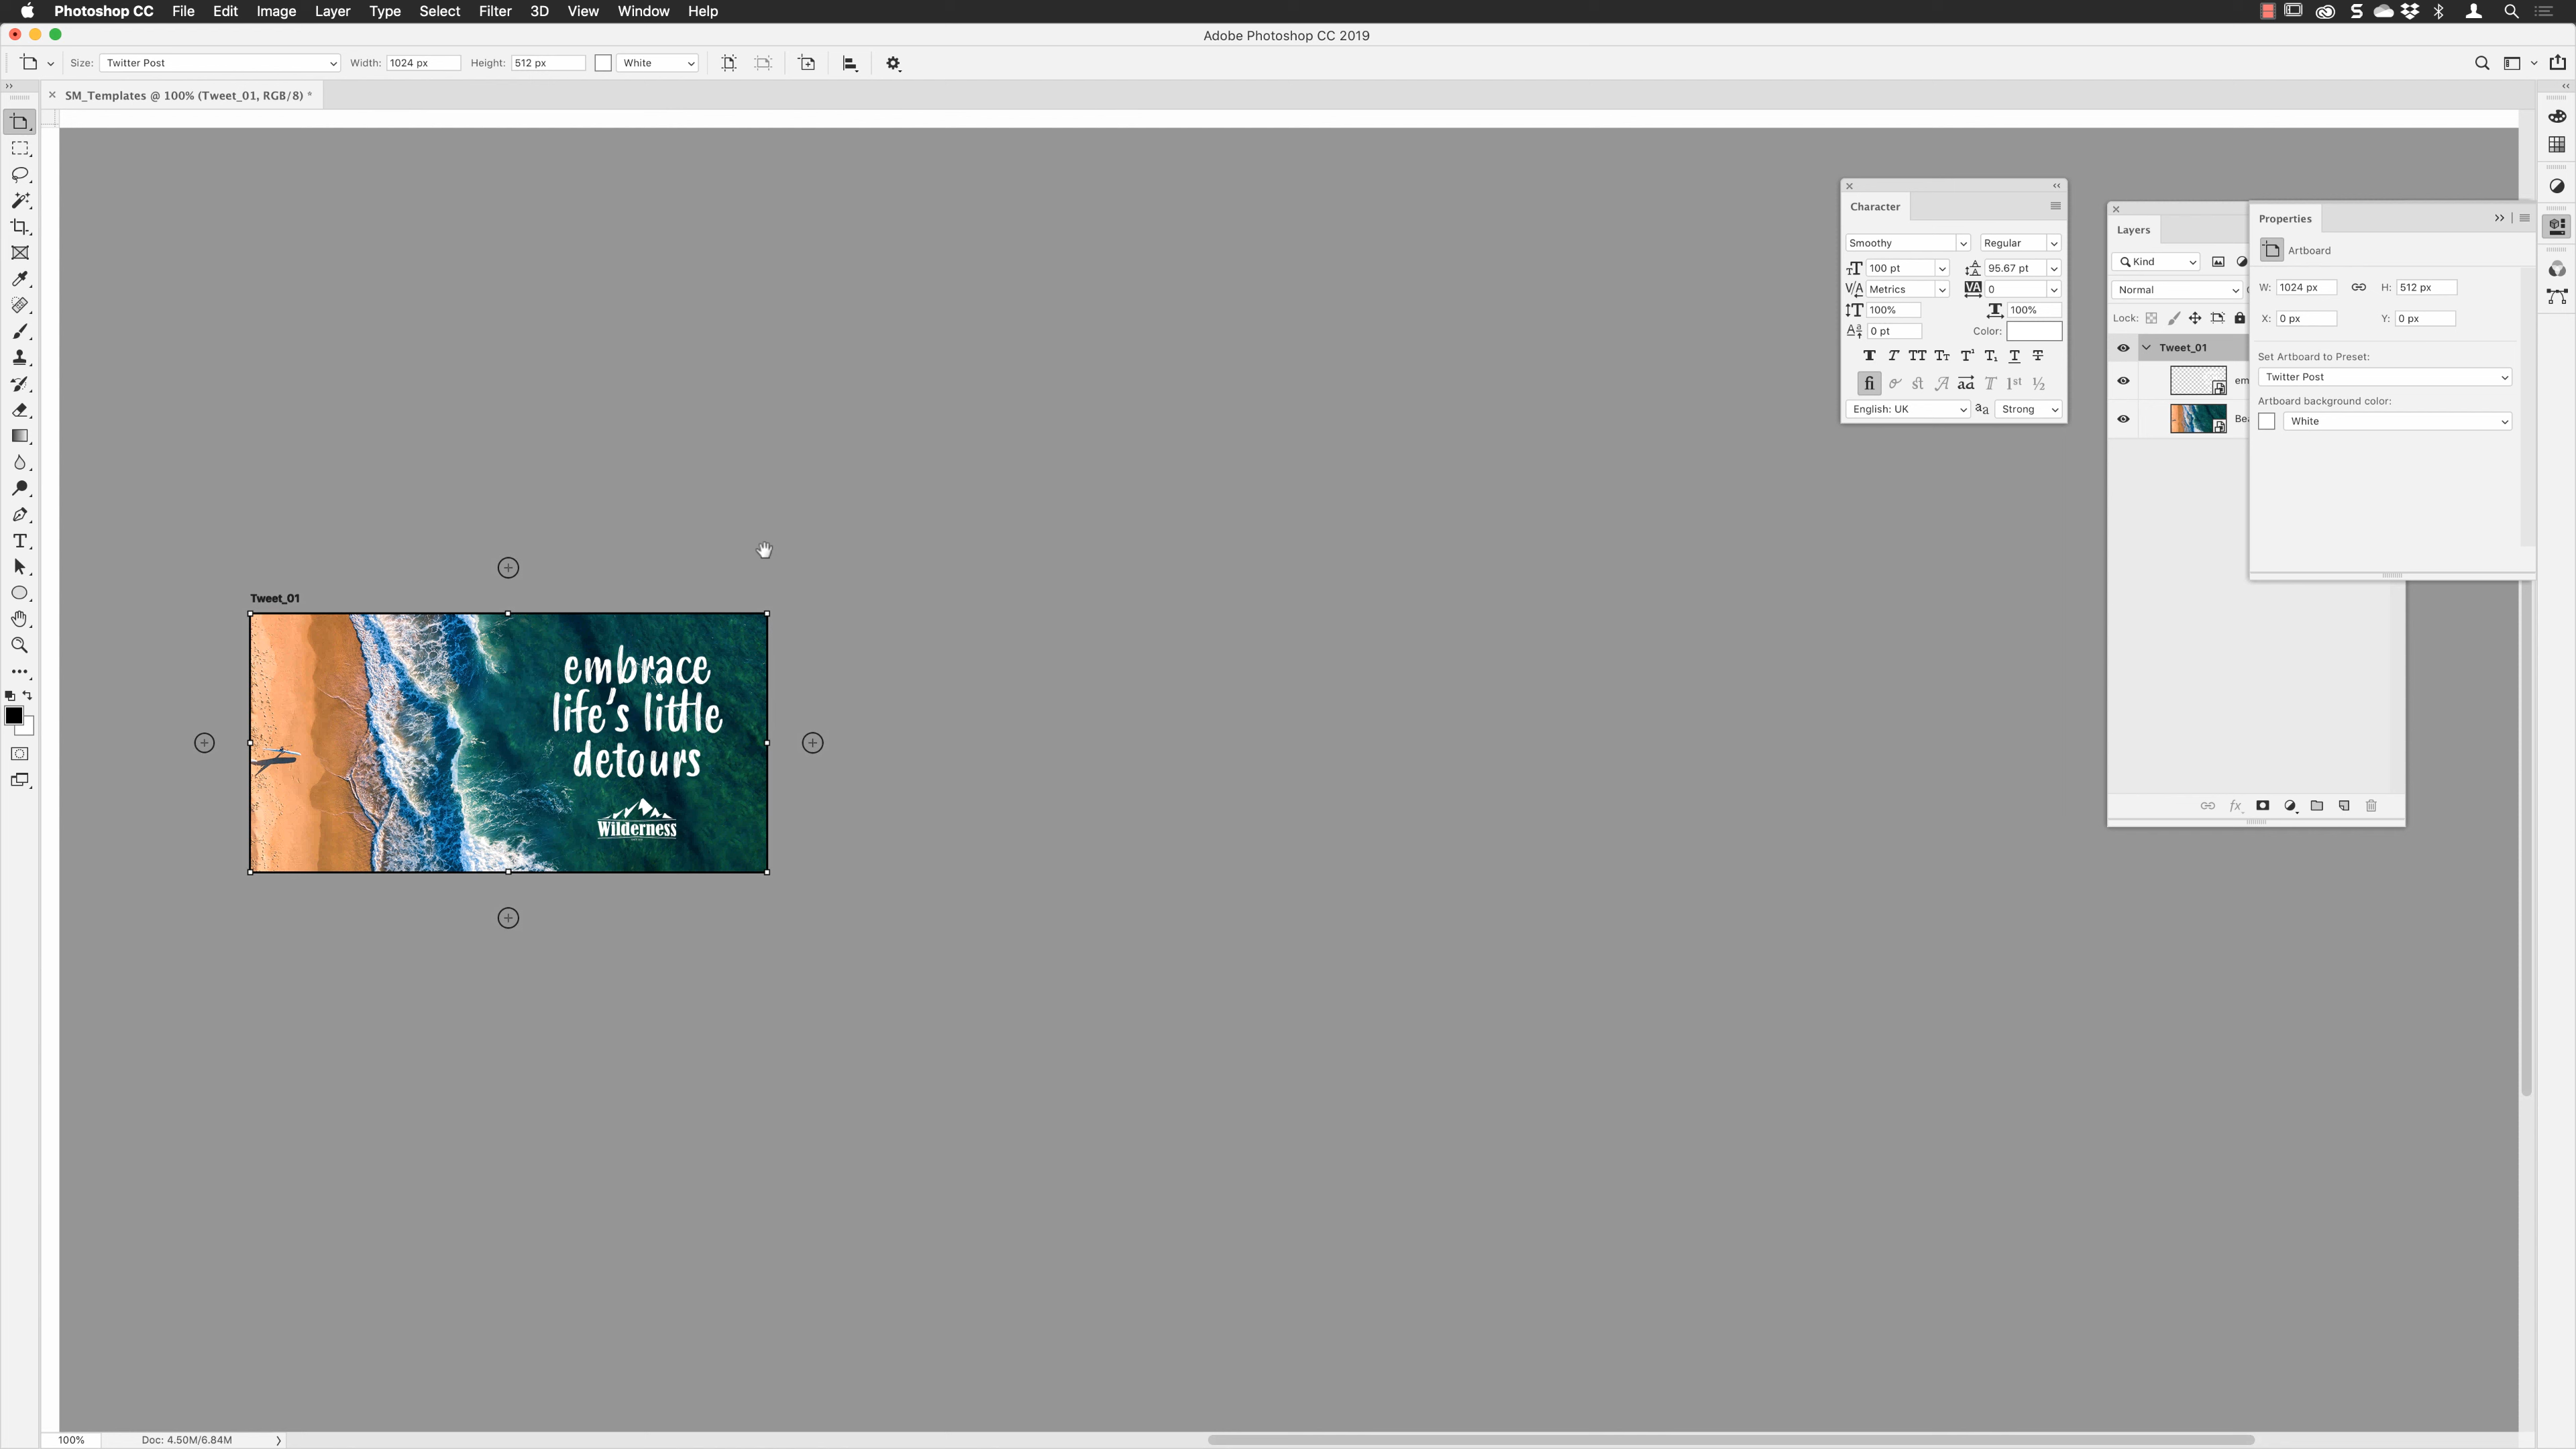 Photoshop CC File Edit Image Layer Type Select Filter 3D View Window Help
Adobe Photoshop CC 2019
Size: Twitter Post Width: 1024 px Height: 512 px White
SM_Templates @ 100% (Tweet_01, RGB/8) *
Character
Smoothy Regular
100 pt 95.67 pt
Metrics 0
100% 100%
0 pt Color:
English: UK Strong
Layers
Kind
Normal
Lock:
Tweet_01
em
Bea
Properties
Artboard
W: 1024 px H: 512 px
X: 0 px Y: 0 px
Set Artboard to Preset:
Twitter Post
Artboard background color:
White
Tweet_01
embrace
life's little
detours
Wilderness
100% Doc: 4.50M/6.84M